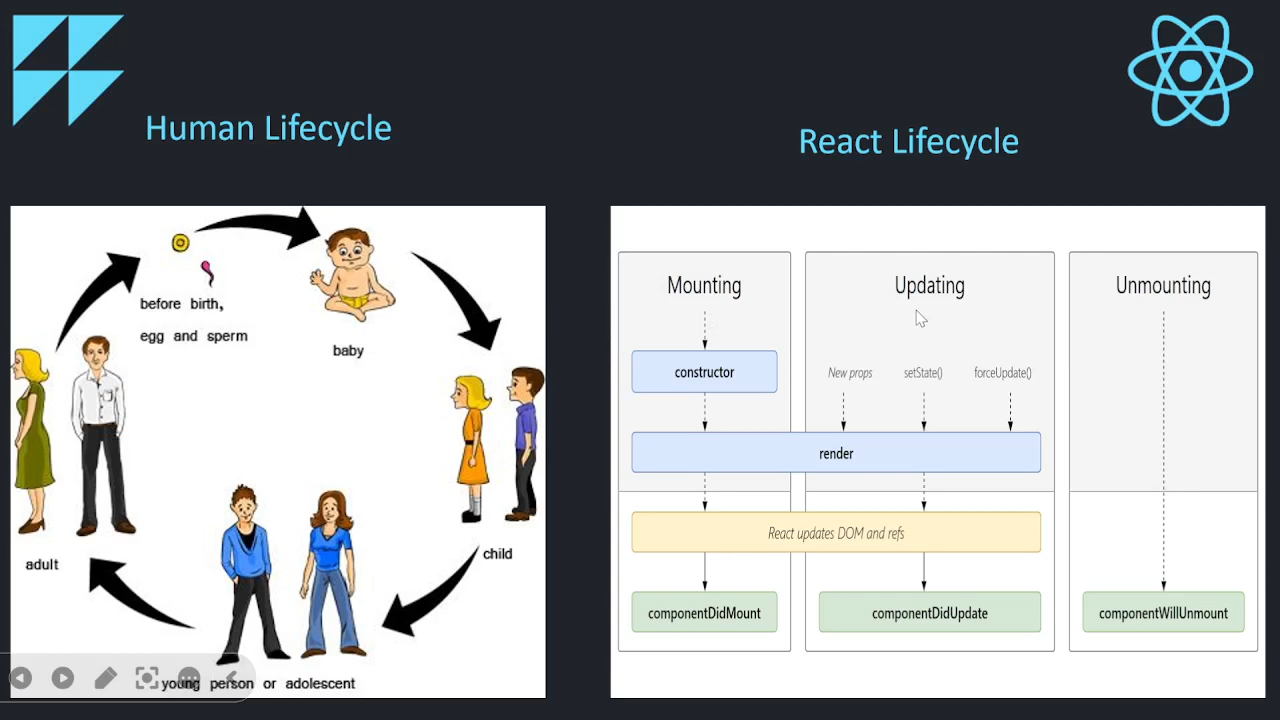 Human Lifecycle
React Lifecycle
before birth,
egg and sperm
baby
child
young person or adolescent
adult
Mounting
Updating
Unmounting
constructor
New props
setState()
forceUpdate()
render
React updates DOM and refs
componentDidMount
componentDidUpdate
componentWillUnmount